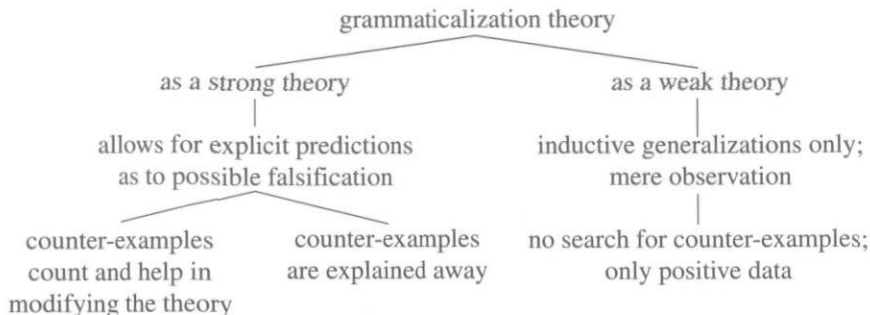 grammaticalization theory
as a strong theory
as a weak theory
allows for explicit predictions
as to possible falsification
inductive generalizations only;
mere observation
counter-examples
count and help in
modifying the theory
counter-examples
are explained away
no search for counter-examples;
only positive data